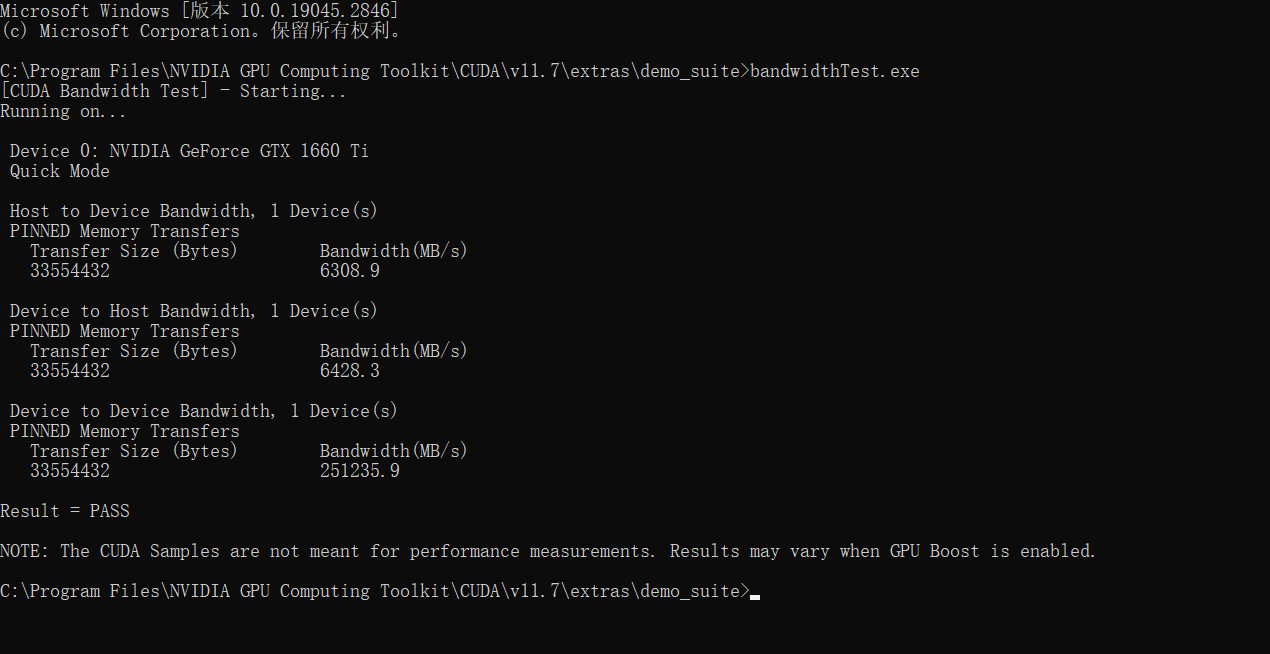 Microsoft Windows [版本 10.0.19045.2846]
(c) Microsoft Corporation。保留所有权利。
C:\Program Files\NVIDIA GPU Computing Toolkit\CUDA\v11.7\extras\demo_suite>bandwidthTest.exe
[CUDA Bandwidth Test] - Starting...
Running on...
Device 0: NVIDIA GeForce GTX 1660 Ti
Quick Mode
Host to Device Bandwidth, 1 Device(s)
PINNED Memory Transfers
Transfer Size (Bytes) Bandwidth(MB/s)
33554432 6308.9
Device to Host Bandwidth, 1 Device(s)
PINNED Memory Transfers
Transfer Size (Bytes) Bandwidth(MB/s)
33554432 6428.3
Device to Device Bandwidth, 1 Device(s)
PINNED Memory Transfers
Transfer Size (Bytes) Bandwidth(MB/s)
33554432 251235.9
Result = PASS
NOTE: The CUDA Samples are not meant for performance measurements. Results may vary when GPU Boost is enabled.
C:\Program Files\NVIDIA GPU Computing Toolkit\CUDA\v11.7\extras\demo_suite>